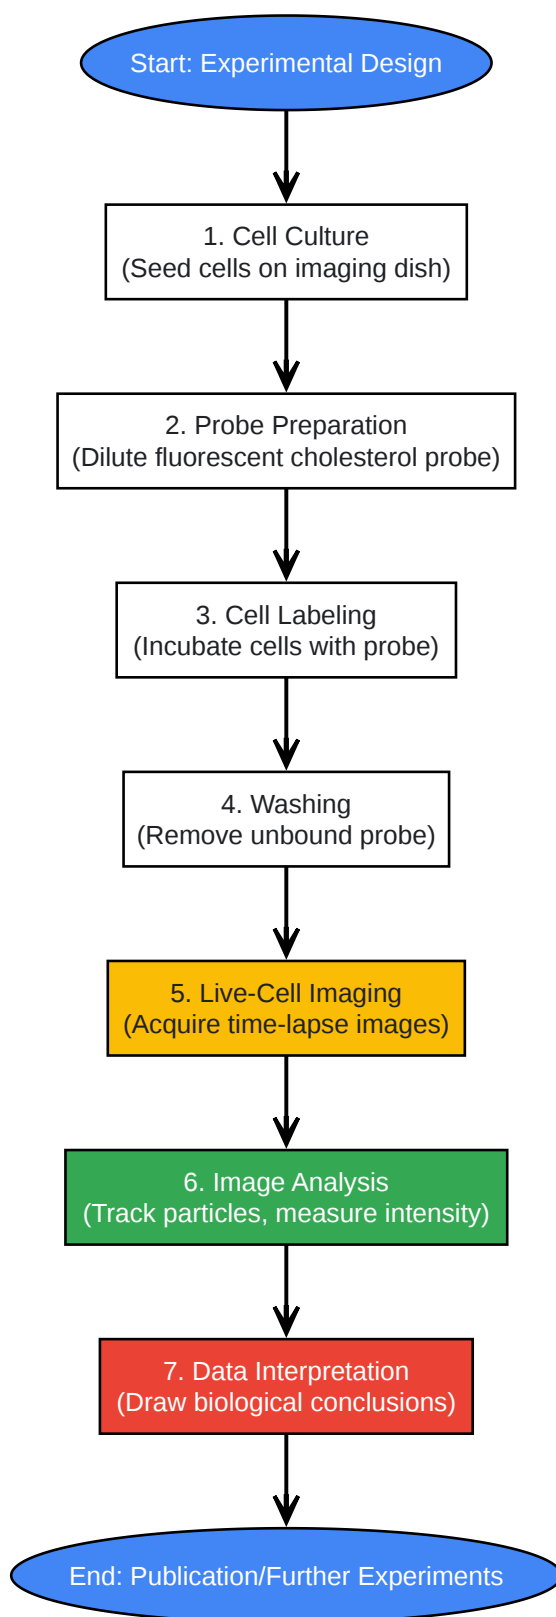 Start: Experimental Design
1. Cell Culture
(Seed cells on imaging dish)
2. Probe Preparation
(Dilute fluorescent cholesterol probe)
3. Cell Labeling
(Incubate cells with probe)
4. Washing
(Remove unbound probe)
5. Live-Cell Imaging
(Acquire time-lapse images)
6. Image Analysis
(Track particles, measure intensity)
7. Data Interpretation
(Draw biological conclusions)
End: Publication/Further Experiments